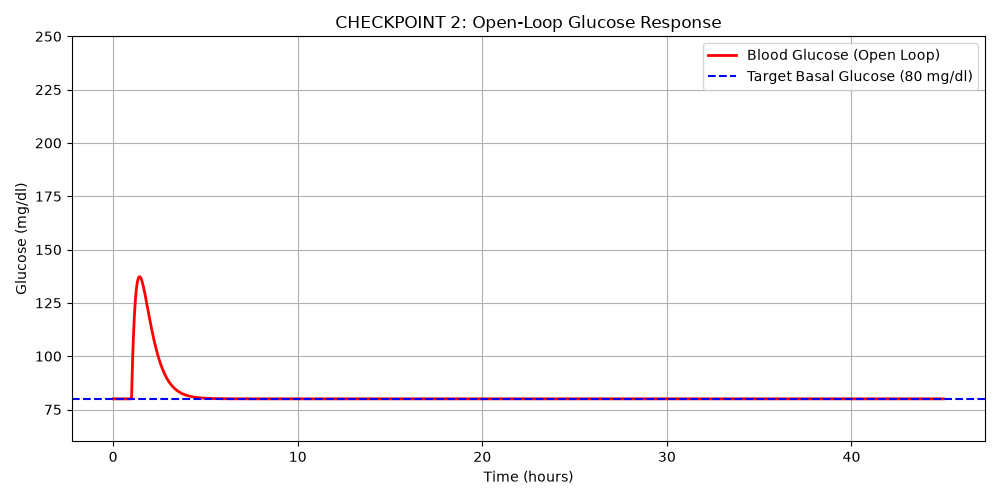 CHECKPOINT 2: Open-Loop Glucose Response
250
225
200
175
150
125
100
75
Glucose (mg/dl)
Blood Glucose (Open Loop)
Target Basal Glucose (80 mg/dl)
0 10 20 30 40
Time (hours)